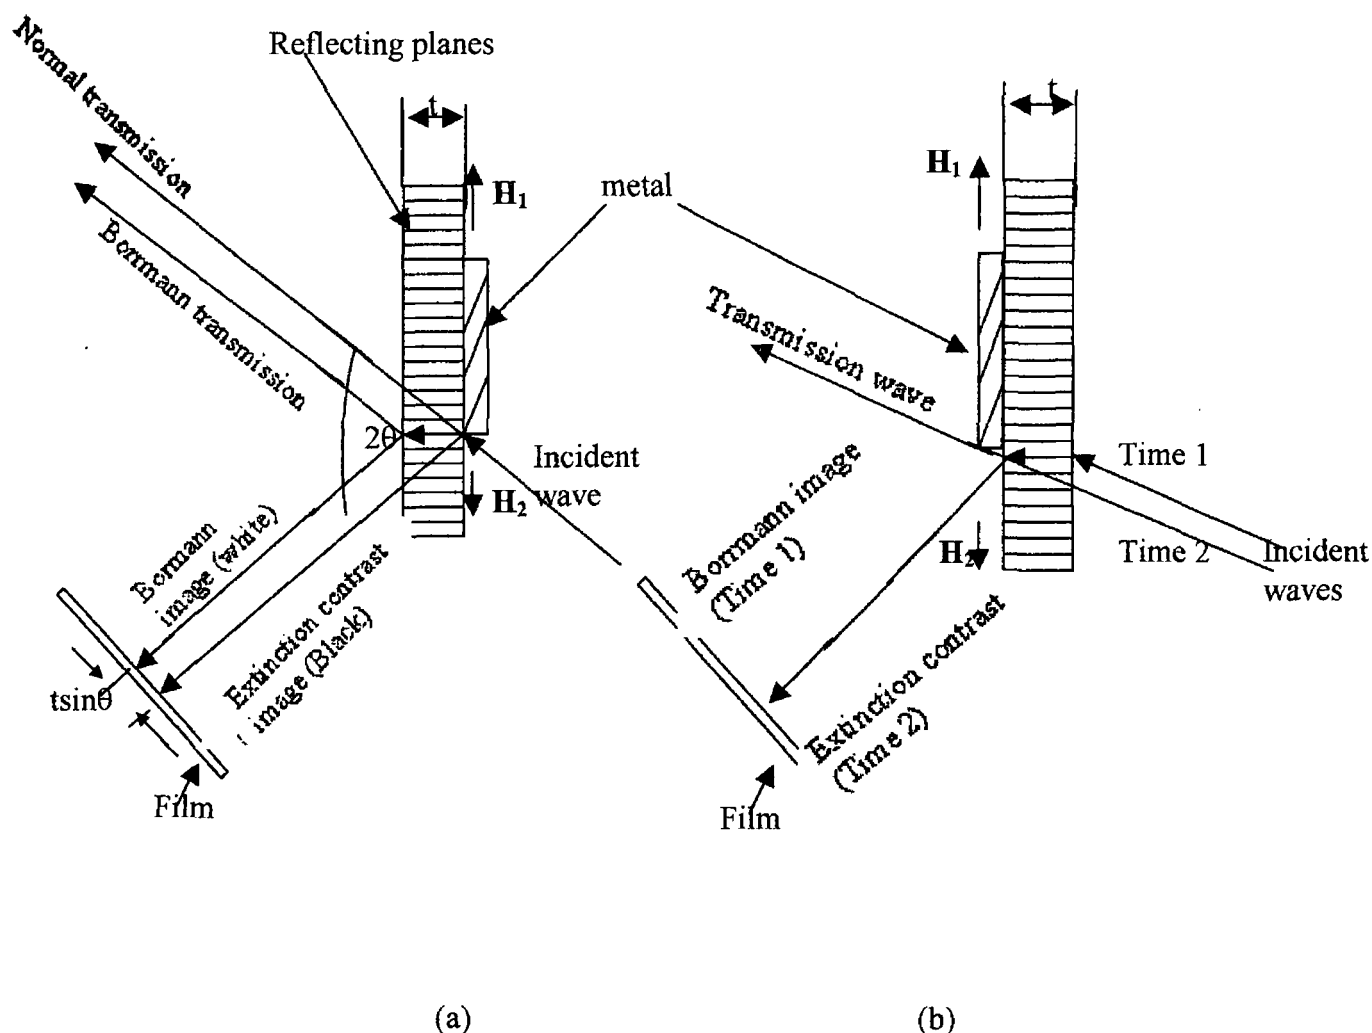 Normal transmission
Reflecting planes
t
H1
metal
Borrmann transmission
2θ
Incident
wave
H2
Bormann
image (white)
Extinction contrast
image (Black)
tsinθ
Film
t
H1
Transmission wave
Time 1
Time 2
Incident
waves
H2
Borrmann image
(Time 1)
Extinction contrast
(Time 2)
Film
(a)
(b)